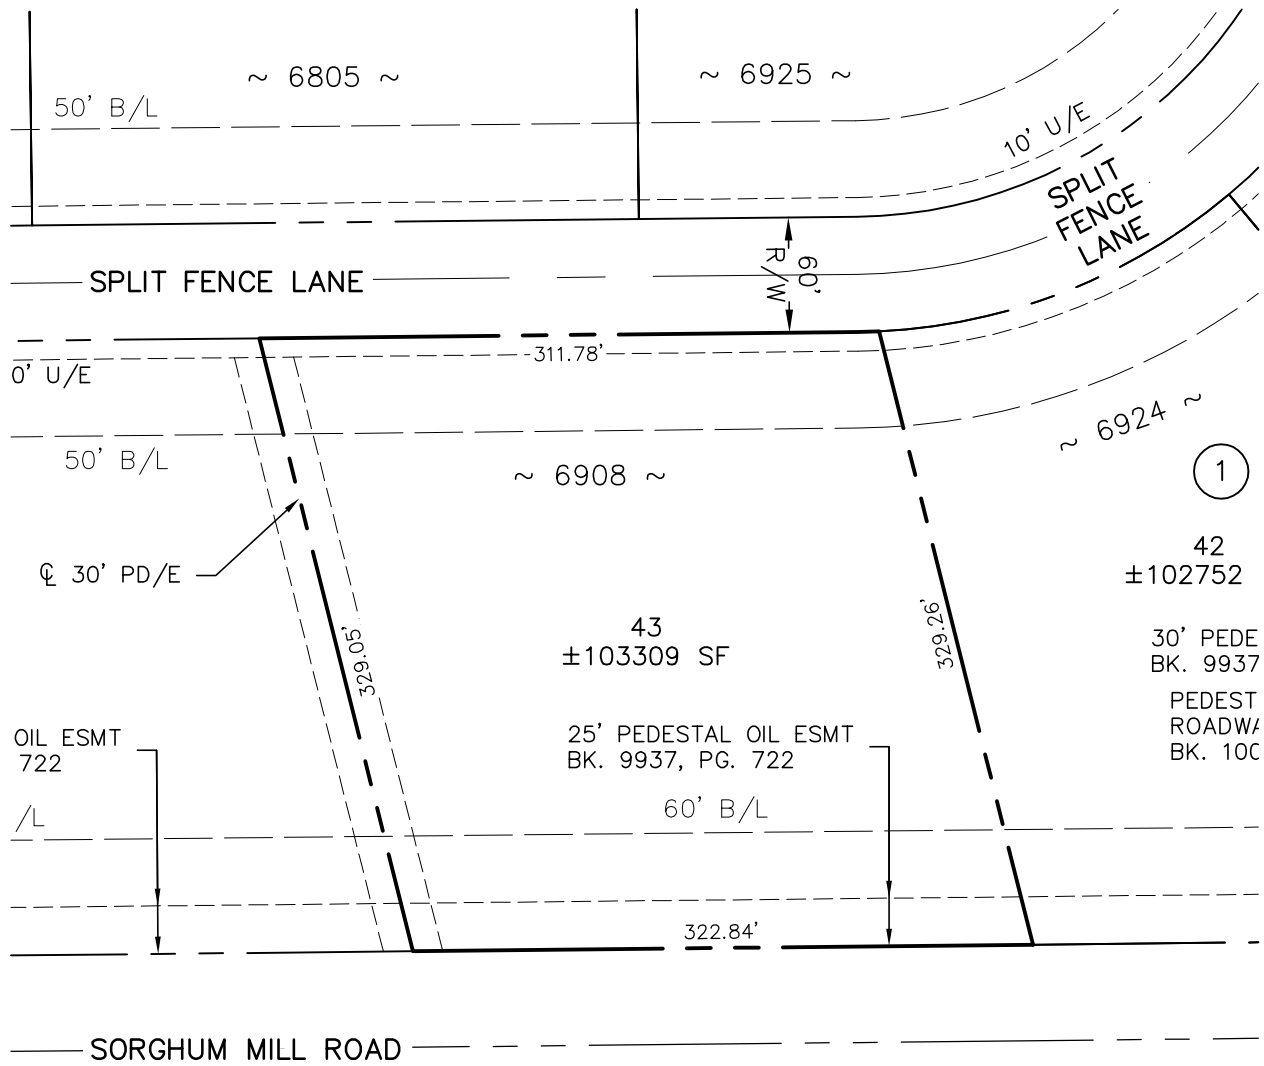 ~ 6805 ~
~ 6925 ~
50' B/L
10' U/E
SPLIT
FENCE
LANE
SPLIT FENCE LANE
60'
R/W
311.78'
0' U/E
50' B/L
~ 6908 ~
~ 6924 ~
1
℄ 30' PD/E
42
±102752
43
±103309 SF
329.05'
329.26'
30' PEDE
BK. 9937
PEDEST
ROADWA
BK. 100
OIL ESMT
722
25' PEDESTAL OIL ESMT
BK. 9937, PG. 722
/L
60' B/L
322.84'
SORGHUM MILL ROAD